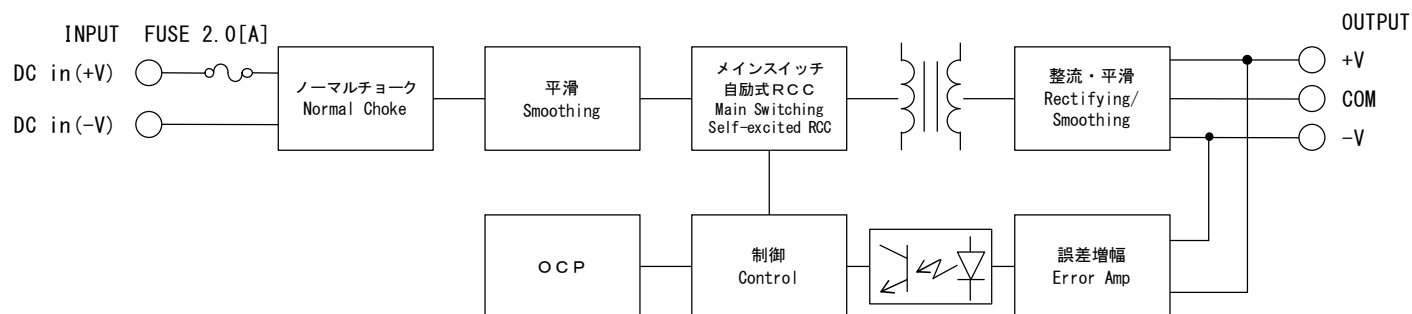 INPUT FUSE 2.0[A]
OUTPUT
DC in(+V)
DC in(-V)
ノーマルチョーク
Normal Choke
平滑
Smoothing
メインスイッチ
自励式RCC
Main Switching
Self-excited RCC
整流・平滑
Rectifying/
Smoothing
+V
COM
-V
OCP
制御
Control
誤差増幅
Error Amp